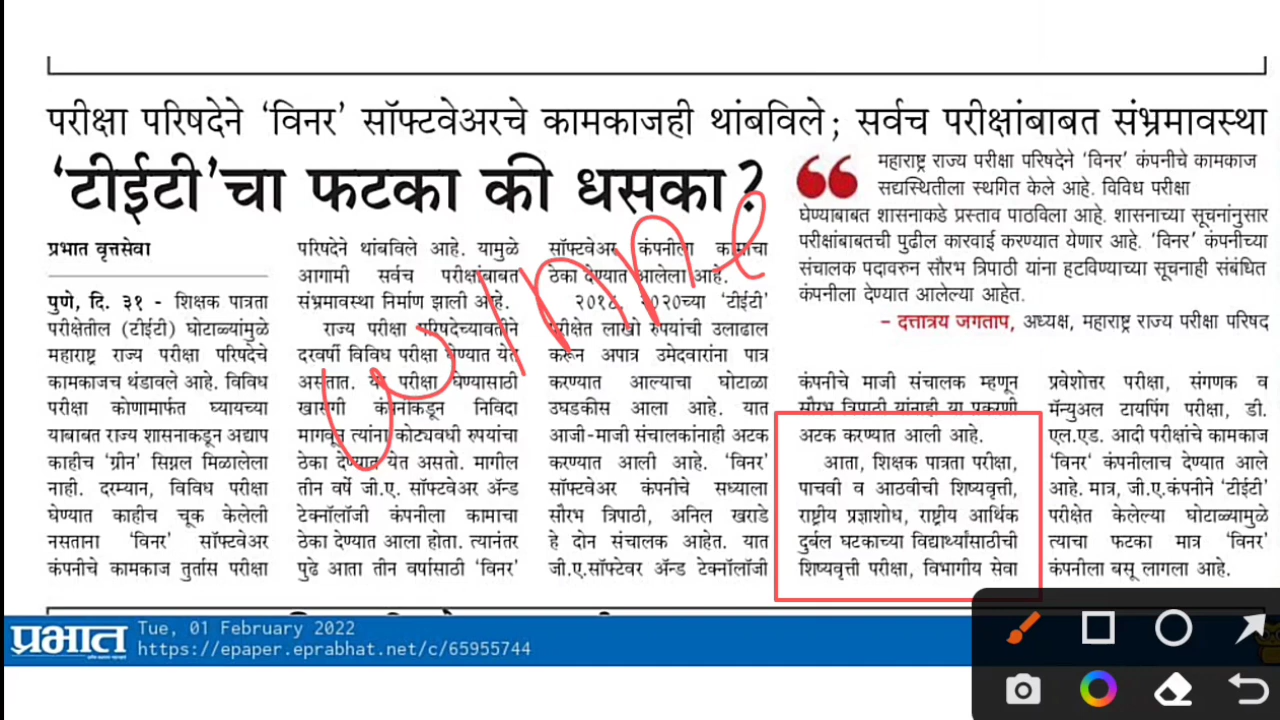 परीक्षा परिषदेने ‘विनर’ सॉफ्टवेअरचे कामकाजही थांबविले; सर्वच परीक्षांबाबत संभ्रमावस्था
‘टीईटी’चा फटका की धसका?
प्रभात वृत्तसेवा
पुणे, दि. ३१ - शिक्षक पात्रता
परीक्षेतील (टीईटी) घोटाळ्यांमुळे
महाराष्ट्र राज्य परीक्षा परिषदेचे
कामकाजच थंडावले आहे. विविध
परीक्षा कोणामार्फत घ्यायच्या
याबाबत राज्य शासनाकडून अद्याप
काहीच ‘ग्रीन’ सिग्नल मिळालेला
नाही. दरम्यान, विविध परीक्षा
घेण्यात काहीच चूक केलेली
नसताना ‘विनर’ सॉफ्टवेअर
कंपनीचे कामकाज तुर्तास परीक्षा
परिषदेने थांबविले आहे. यामुळे
आगामी सर्वच परीक्षांबाबत
संभ्रमावस्था निर्माण झाली आहे.
राज्य परीक्षा परिषदेच्यावतीने
दरवर्षी विविध परीक्षा घेण्यात येत
असतात. या परीक्षा घेण्यासाठी
खासगी कंपनीकडून निविदा
मागवून त्यांना कोट्यवधी रुपयांचा
ठेका देण्यात येत असतो. मागील
तीन वर्षे जी.ए. सॉफ्टवेअर अॅन्ड
टेक्नॉलॉजी कंपनीला कामाचा
ठेका देण्यात आला होता. त्यानंतर
पुढे आता तीन वर्षासाठी ‘विनर’
सॉफ्टवेअर कंपनीला कामाचा
ठेका देण्यात आलेला आहे.
२०१८, २०२०च्या ‘टीईटी’
परीक्षेत लाखो रुपयांची उलाढाल
करून अपात्र उमेदवारांना पात्र
करण्यात आल्याचा घोटाळा
उघडकीस आला आहे. यात
आजी-माजी संचालकांनाही अटक
करण्यात आली आहे. ‘विनर’
सॉफ्टवेअर कंपनीचे सध्याला
सौरभ त्रिपाठी, अनिल खराडे
हे दोन संचालक आहेत. यात
जी.ए.सॉफ्टेवर अॅन्ड टेक्नॉलॉजी
महाराष्ट्र राज्य परीक्षा परिषदेने ‘विनर’ कंपनीचे कामकाज
सद्यस्थितीला स्थगित केले आहे. विविध परीक्षा
घेण्याबाबत शासनाकडे प्रस्ताव पाठविला आहे. शासनाच्या सूचनांनुसार
परीक्षांबाबतची पुढील कारवाई करण्यात येणार आहे. ‘विनर’ कंपनीच्या
संचालक पदावरुन सौरभ त्रिपाठी यांना हटविण्याच्या सूचनाही संबंधित
कंपनीला देण्यात आलेल्या आहेत.
- दत्तात्रय जगताप, अध्यक्ष, महाराष्ट्र राज्य परीक्षा परिषद
कंपनीचे माजी संचालक म्हणून
सौरभ त्रिपाठी यांनाही या प्रकरणी
अटक करण्यात आली आहे.
आता, शिक्षक पात्रता परीक्षा,
पाचवी व आठवीची शिष्यवृत्ती,
राष्ट्रीय प्रज्ञाशोध, राष्ट्रीय आर्थिक
दुर्बल घटकाच्या विद्यार्थ्यांसाठीची
शिष्यवृत्ती परीक्षा, विभागीय सेवा
प्रवेशोत्तर परीक्षा, संगणक व
मॅन्युअल टायपिंग परीक्षा, डी.
एल.एड. आदी परीक्षांचे कामकाज
‘विनर’ कंपनीलाच देण्यात आले
आहे. मात्र, जी.ए.कंपनीने ‘टीईटी’
परीक्षेत केलेल्या घोटाळ्यामुळे
त्याचा फटका मात्र ‘विनर’
कंपनीला बसू लागला आहे.
winne
प्रभात
Tue, 01 February 2022
https://epaper.eprabhat.net/c/65955744